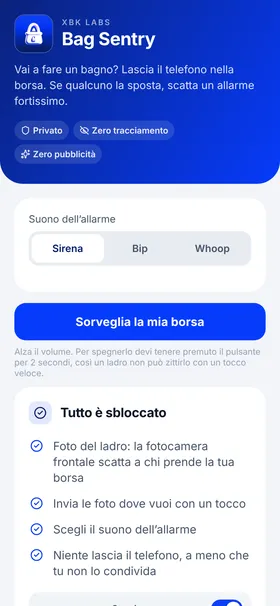 XBK LABS
Bag Sentry
Vai a fare un bagno? Lascia il telefono nella
borsa. Se qualcuno la sposta, scatta un allarme
fortissimo.
Privato
Zero tracciamento
Zero pubblicità
Suono dell'allarme
Sirena
Bip
Whoop
Sorveglia la mia borsa
Alza il volume. Per spegnerlo devi tenere premuto il pulsante
per 2 secondi, così un ladro non può zittirlo con un tocco
veloce.
Tutto è sbloccato
Foto del ladro: la fotocamera
frontale scatta a chi prende la tua
borsa
Invia le foto dove vuoi con un tocco
Scegli il suono dell'allarme
Niente lascia il telefono, a meno che
tu non lo condivida